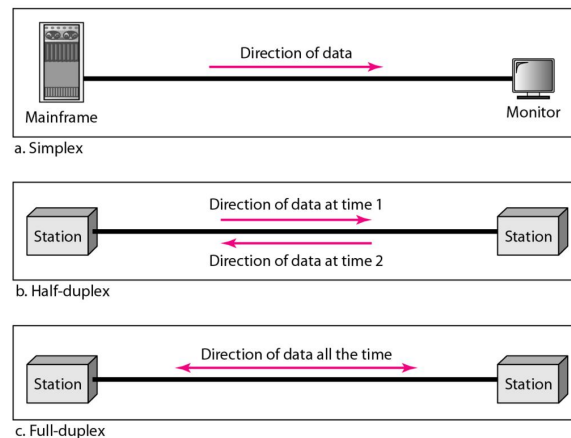 Direction of data
Mainframe
Monitor
a. Simplex
Direction of data at time 1
Station
Station
Direction of data at time 2
b. Half-duplex
Direction of data all the time
Station
Station
c. Full-duplex